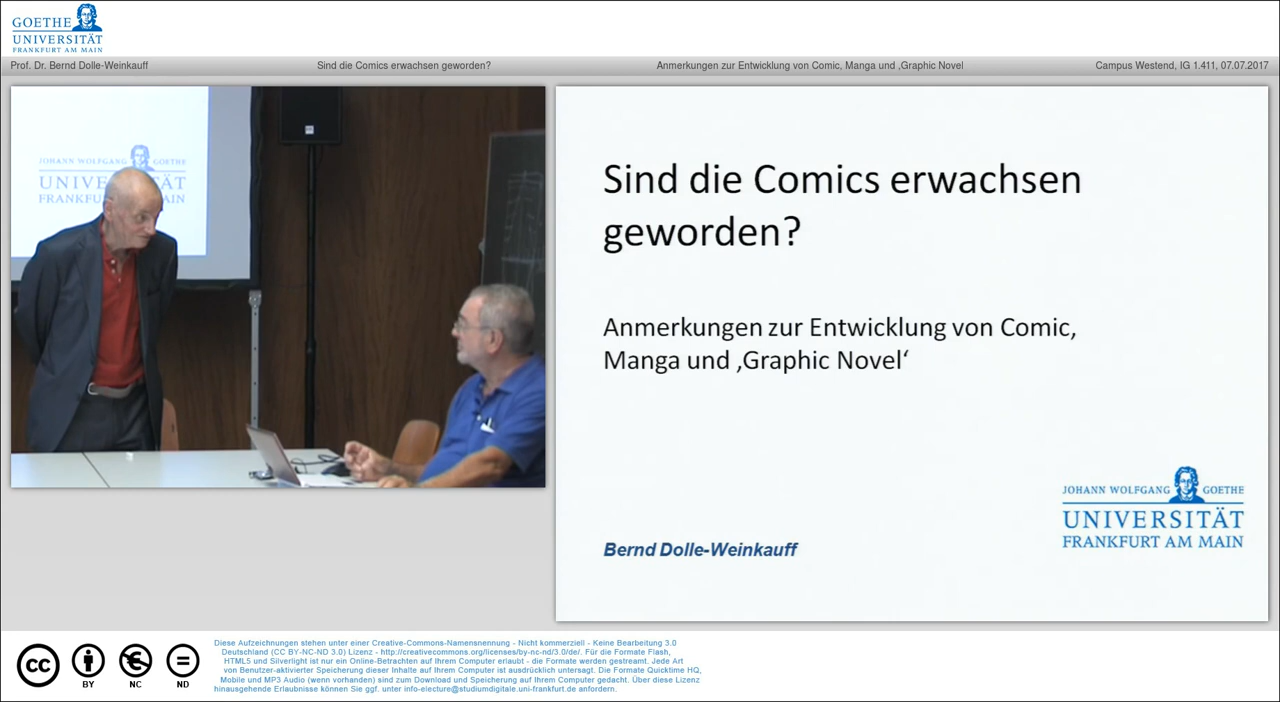 GOETHE
UNIVERSITÄT
FRANKFURT AM MAIN
Prof. Dr. Bernd Dolle-Weinkauff
Sind die Comics erwachsen geworden?
Anmerkungen zur Entwicklung von Comic, Manga und ‚Graphic Novel
Campus Westend, IG 1.411, 07.07.2017
JOHANN WOLFGANG GOETHE
UNIVERSITÄT
FRANKFURT
Sind die Comics erwachsen
geworden?
Anmerkungen zur Entwicklung von Comic,
Manga und ‚Graphic Novel‘
JOHANN WOLFGANG GOETHE
UNIVERSITÄT
FRANKFURT AM MAIN
Bernd Dolle-Weinkauff
cc
BY
NC
ND
Diese Aufzeichnungen stehen unter einer Creative-Commons-Namensnennung - Nicht kommerziell - Keine Bearbeitung 3.0
Deutschland (CC BY-NC-ND 3.0) Lizenz - http://creativecommons.org/licenses/by-nc-nd/3.0/de/. Für die Formate Flash,
HTML5 und Silverlight ist nur ein Online-Betrachten auf Ihrem Computer erlaubt - die Formate werden gestreamt. Jede Art
von Benutzer-aktivierter Speicherung dieser Inhalte auf Ihrem Computer ist ausdrücklich untersagt. Die Formate Quicktime HQ,
Mobile und MP3 Audio (wenn vorhanden) sind zum Download und Speicherung auf Ihrem Computer gedacht. Über diese Lizenz
hinausgehende Erlaubnisse können Sie ggf. unter info-electure@studiumdigitale.uni-frankfurt.de anfordern.